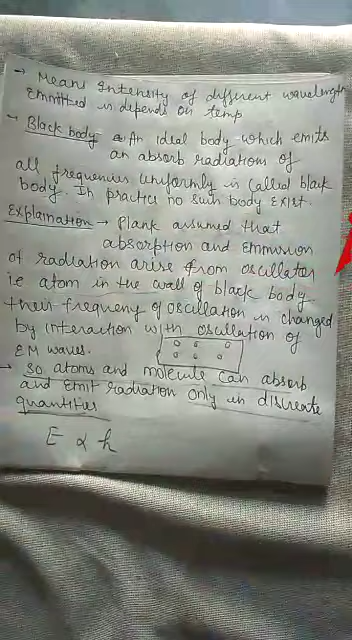 → Means Intensity of different wavelength
Emmitted is depends on temp
→ Black body An ideal body which emits
an absorb radiation of
all frequencies uniformly is called black
body. In practice no such body exist.
Explaination → Plank assumed that
absorption and Emmision
of radiation arise from oscillator
ie atom in the wall of black body
their frequency of oscillation is changed
by interaction with oscillation of
EM waves.
→ so atoms and molecule can absorb
and Emit radiation only in discreate
quantities
E ∝ h